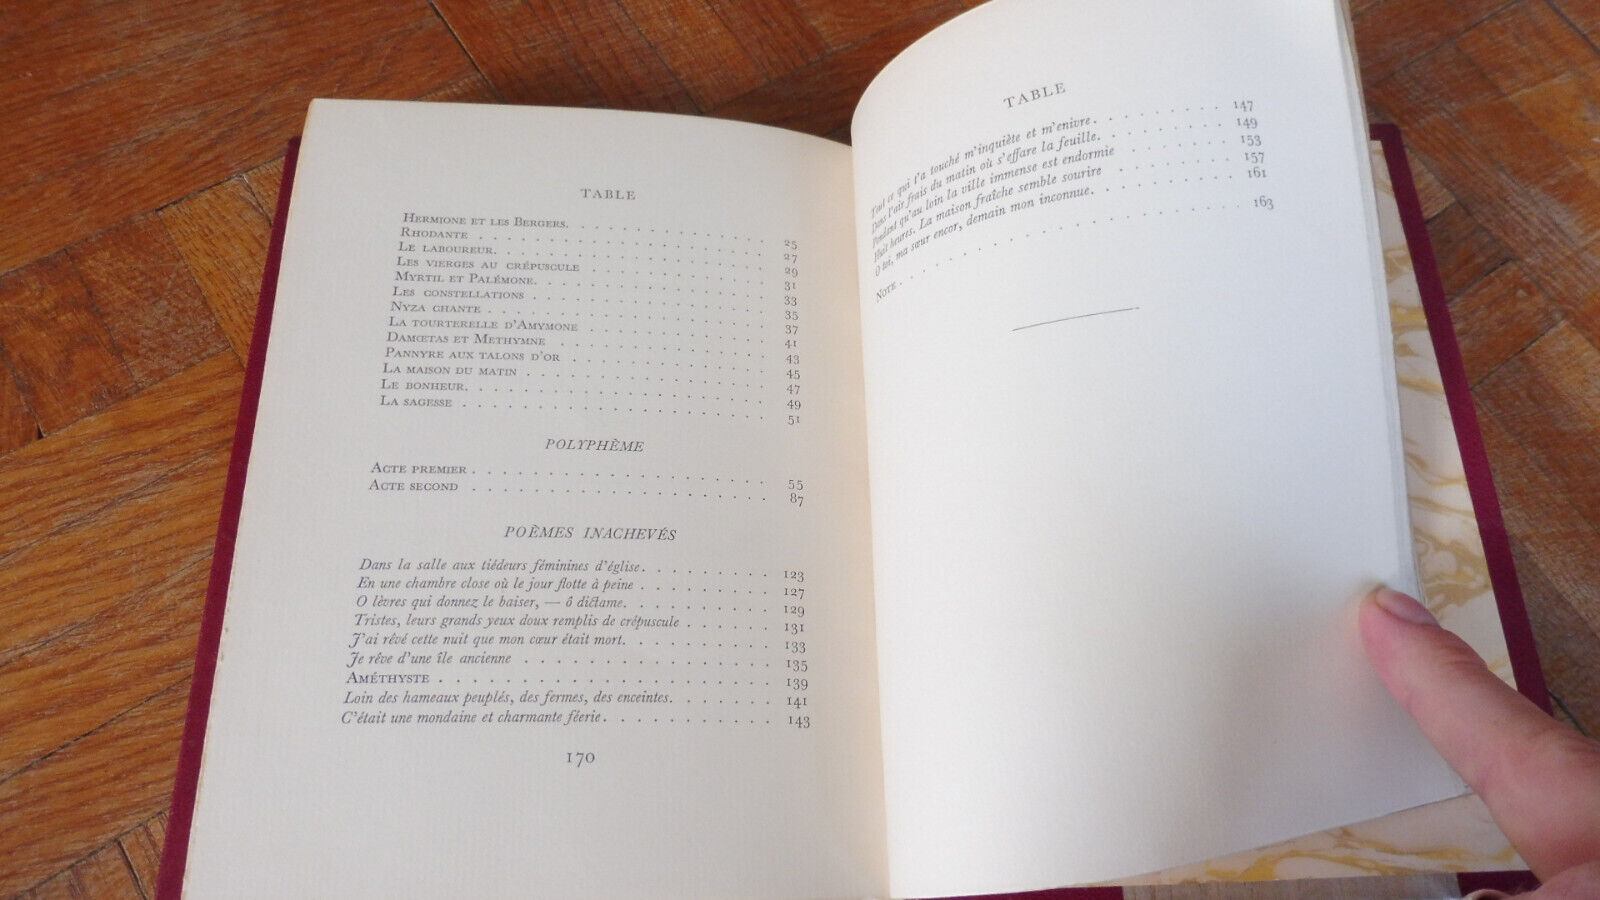 TABLE
HERMIONE ET LES BERGERS. . . . . . . . . 25
RHODANTE . . . . . . . . . 27
LE LABOUREUR. . . . . . . . . 29
LES VIERGES AU CRÉPUSCULE . . . . . . . . . 31
MYRTIL ET PALÉMONE. . . . . . . . . 33
LES CONSTELLATIONS . . . . . . . . . 35
NYZA CHANTE . . . . . . . . . 37
LA TOURTERELLE D'AMYMONE . . . . . . . . . 41
DAMŒTAS ET METHYMNE . . . . . . . . . 43
PANNYRE AUX TALONS D'OR . . . . . . . . . 45
LA MAISON DU MATIN . . . . . . . . . 47
LE BONHEUR. . . . . . . . . 49
LA SAGESSE . . . . . . . . . 51
POLYPHÈME
ACTE PREMIER . . . . . . . . . 55
ACTE SECOND . . . . . . . . . 87
POÈMES INACHEVÉS
Dans la salle aux tiédeurs féminines d'église. . . . . . . . . 123
En une chambre close où le jour flotte à peine . . . . . . . . . 127
O lèvres qui donnez le baiser, — ô dictame. . . . . . . . . 129
Tristes, leurs grands yeux doux remplis de crépuscule . . . . . . 131
J'ai rêvé cette nuit que mon cœur était mort. . . . . . . . . 133
Je rêve d'une île ancienne . . . . . . . . . 135
AMÉTHYSTE . . . . . . . . . 139
Loin des hameaux peuplés, des fermes, des enceintes. . . . . . . 141
C'était une mondaine et charmante féerie. . . . . . . . . 143
170
TABLE
Tout ce qui t'a touché m'inquiète et m'enivre. . . . . . . . . 147
Dans l'air frais du matin où s'effare la feuille. . . . . . . . . 149
Pendant qu'au loin la ville immense est endormie . . . . . . 153
Huit heures. La maison fraîche semble sourire . . . . . . 157
O toi, ma sœur encor, demain mon inconnue. . . . . . . . 161
NOTE . . . . . . . . . 163